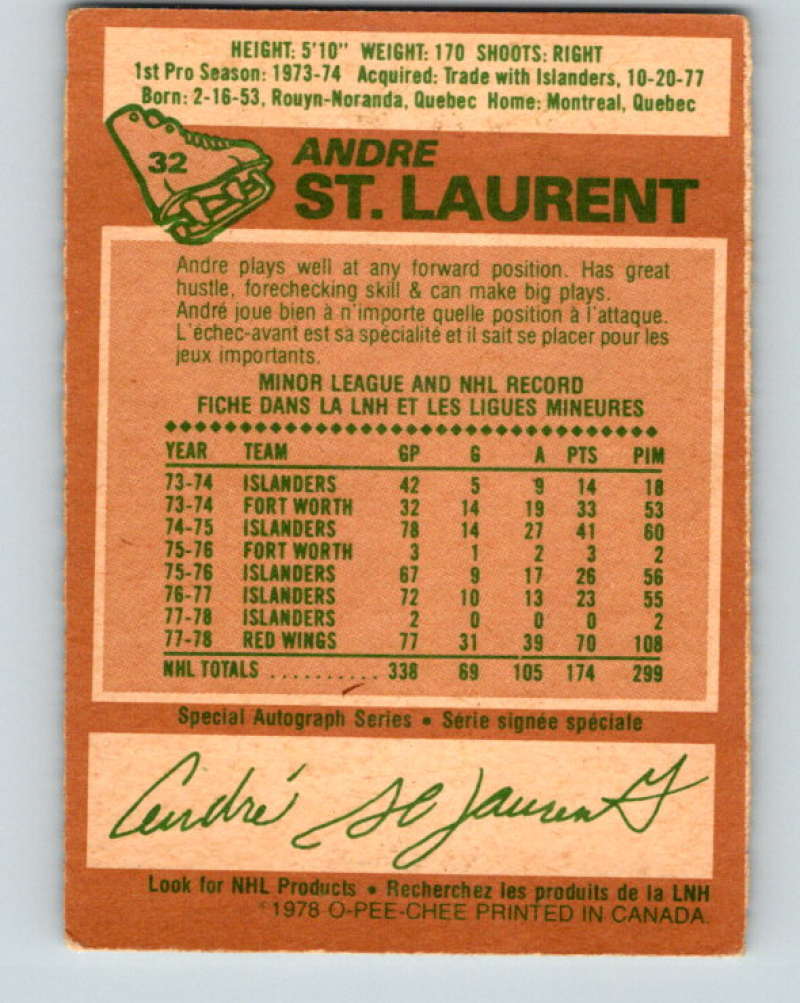 HEIGHT: 5'10" WEIGHT: 170 SHOOTS: RIGHT
1st Pro Season: 1973-74 Acquired: Trade with Islanders, 10-20-77
Born: 2-16-53, Rouyn-Noranda, Quebec Home: Montreal, Quebec
32
ANDRE
ST. LAURENT
Andre plays well at any forward position. Has great
hustle, forechecking skill & can make big plays.
André joue bien à n'importe quelle position à l'attaque.
L'échec-avant est sa spécialité et il sait se placer pour les
jeux importants.
MINOR LEAGUE AND NHL RECORD
FICHE DANS LA LNH ET LES LIGUES MINEURES
YEAR TEAM GP G A PTS PIM
73-74 ISLANDERS 42 5 9 14 18
73-74 FORT WORTH 32 14 19 33 53
74-75 ISLANDERS 78 14 27 41 60
75-76 FORT WORTH 3 1 2 3 2
75-76 ISLANDERS 67 9 17 26 56
76-77 ISLANDERS 72 10 13 23 55
77-78 ISLANDERS 2 0 0 0 2
77-78 RED WINGS 77 31 39 70 108
NHL TOTALS .......... 338 69 105 174 299
Special Autograph Series • Série signée spéciale
André St Laurent
Look for NHL Products • Recherchez les produits de la LNH
©1978 O-PEE-CHEE PRINTED IN CANADA.